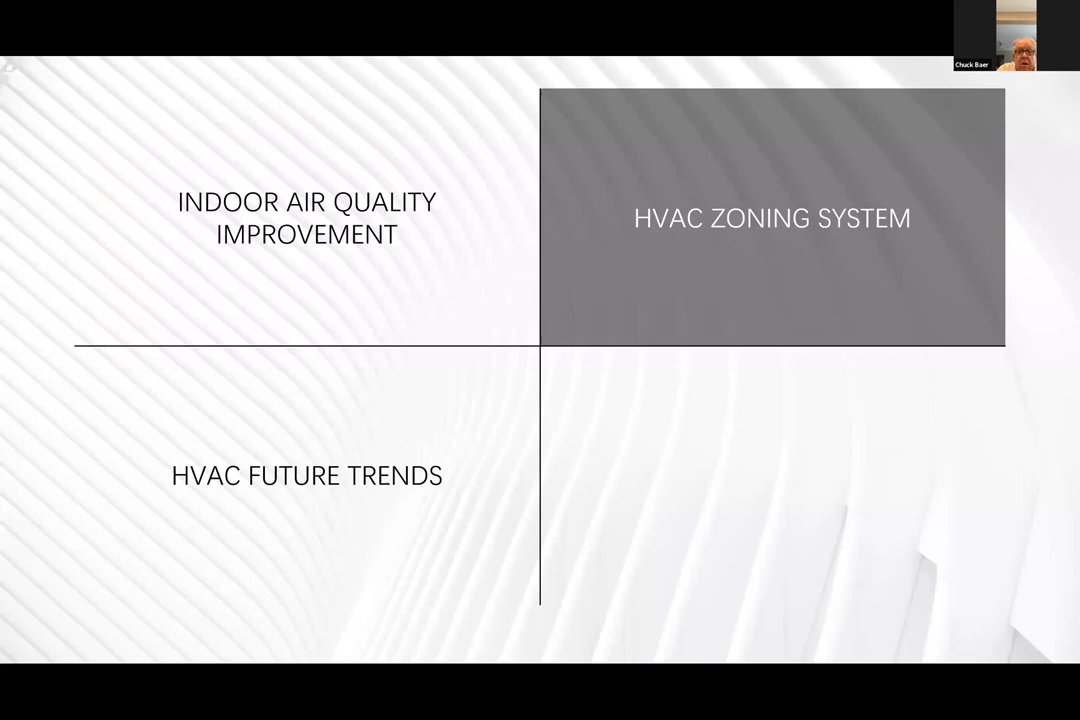 Chuck Baer
INDOOR AIR QUALITY
IMPROVEMENT
HVAC ZONING SYSTEM
HVAC FUTURE TRENDS